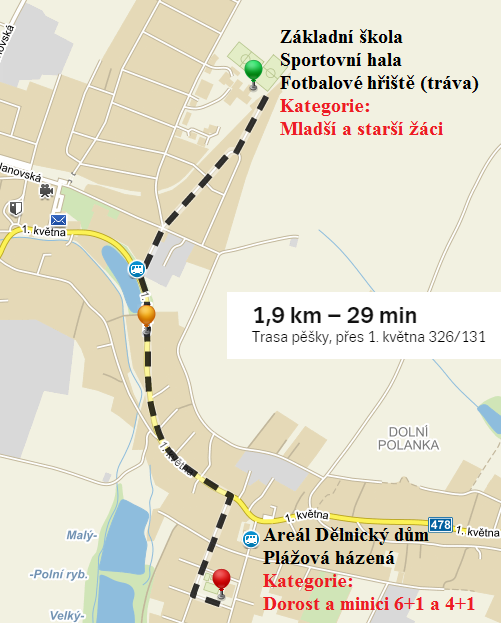 Základní škola
Sportovní hala
Fotbalové hřiště (tráva)
Kategorie:
Mladší a starší žáci
1. května
1,9 km – 29 min
Trasa pěšky, přes 1. května 326/131
DOLNÍ
POLANKA
1. května
1. května
478
1. května
Areál Dělnický dům
Plážová házená
Kategorie:
Dorost a minici 6+1 a 4+1
Malý-
-Polní ryb.
Velký-